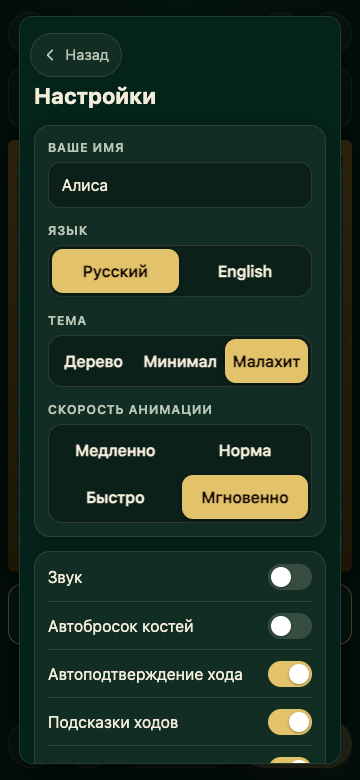 Назад
Настройки
ВАШЕ ИМЯ
Алиса
ЯЗЫК
Русский English
ТЕМА
Дерево Минимал Малахит
СКОРОСТЬ АНИМАЦИИ
Медленно Норма
Быстро Мгновенно
Звук
Автобросок костей
Автоподтверждение хода
Подсказки ходов